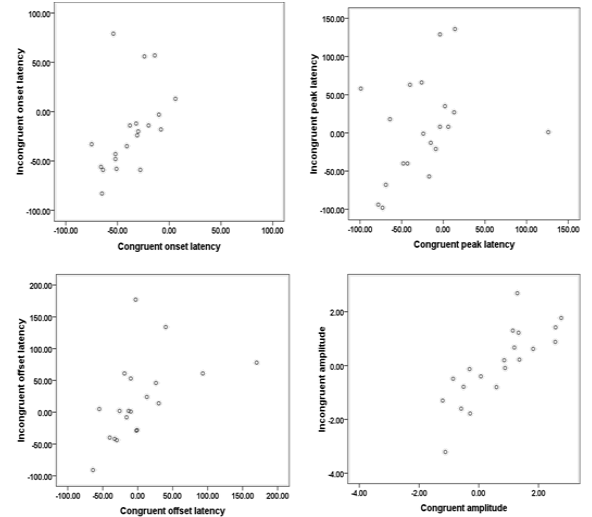 100.00
50.00
0.00
-50.00
-100.00
Incongruent onset latency
-100.00 -50.00 0.00 50.00 100.00
Congruent onset latency
150.00
100.00
50.00
0.00
-50.00
-100.00
Incongruent peak latency
-100.00 -50.00 0.00 50.00 100.00 150.00
Congruent peak latency
200.00
150.00
100.00
50.00
0.00
-50.00
-100.00
Incongruent offset latency
-100.00 -50.00 0.00 50.00 100.00 150.00 200.00
Congruent offset latency
2.00
0.00
-2.00
-4.00
Incongruent amplitude
-4.00 -2.00 0.00 2.00
Congruent amplitude